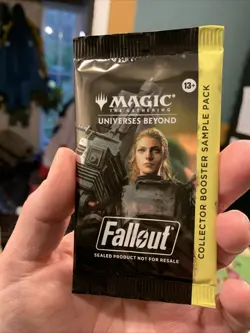 13+
MAGIC
THE GATHERING
UNIVERSES BEYOND
Fallout
SEALED PRODUCT NOT FOR RESALE
COLLECTOR BOOSTER SAMPLE PACK